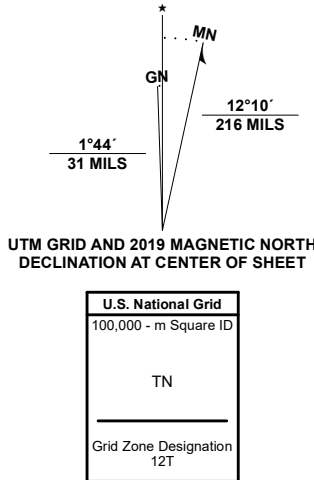 ★
MN
GN
1°44´
31 MILS
12°10´
216 MILS
UTM GRID AND 2019 MAGNETIC NORTH
DECLINATION AT CENTER OF SHEET
U.S. National Grid
100,000 - m Square ID
TN
Grid Zone Designation
12T